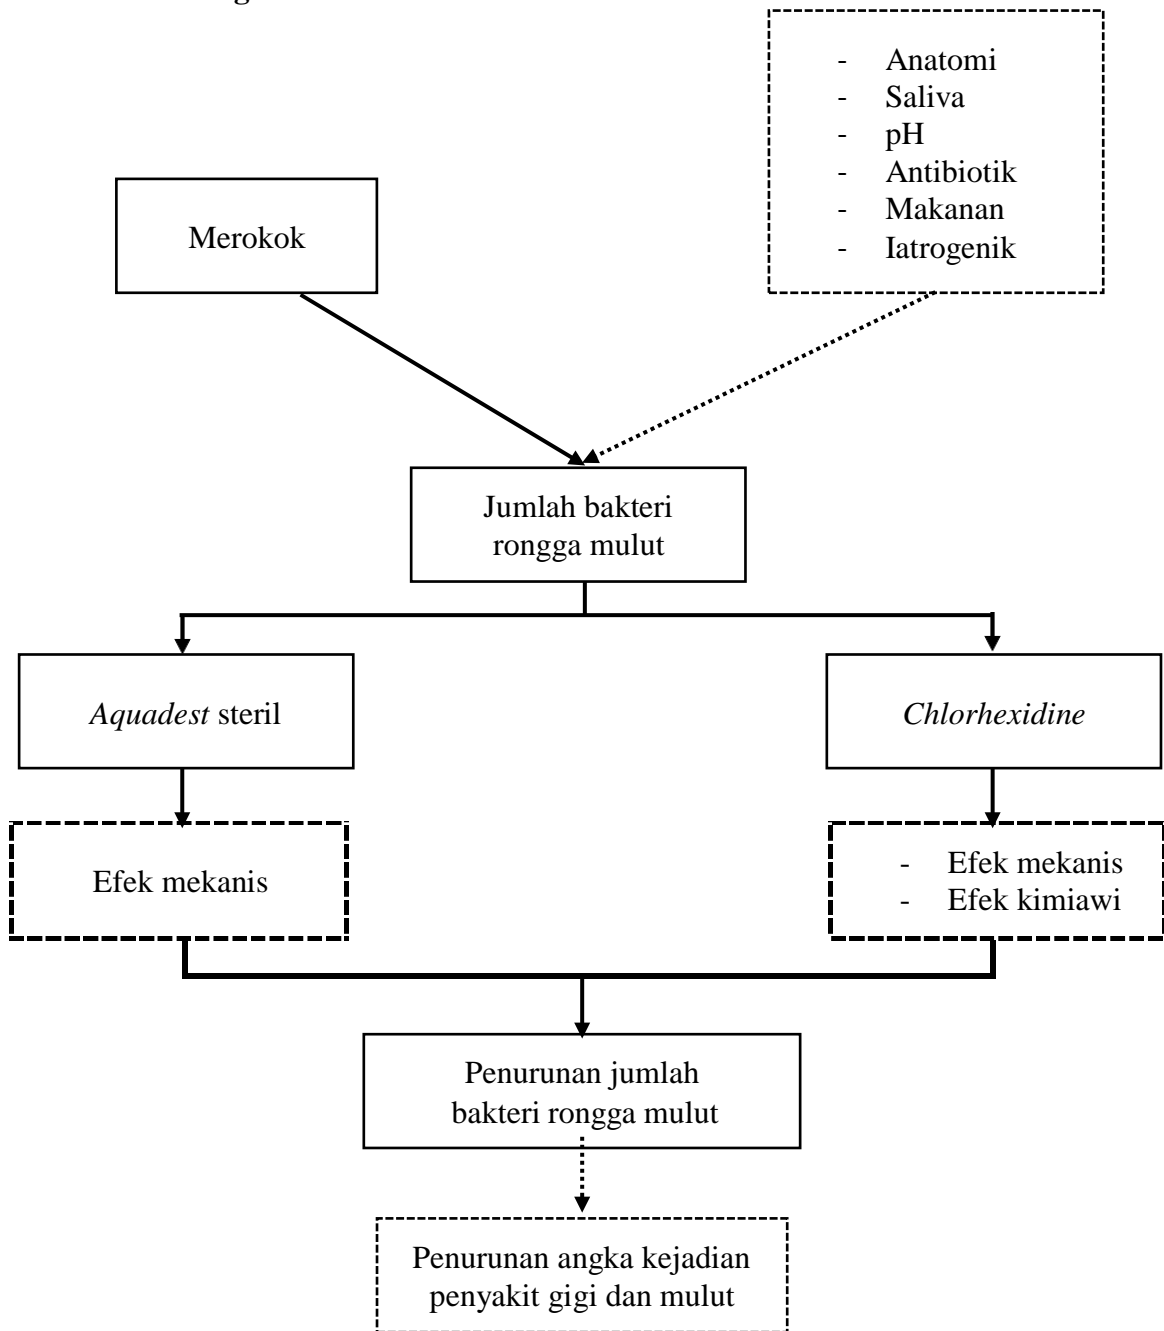 - Anatomi
- Saliva
- pH
- Antibiotik
- Makanan
- Iatrogenik
Merokok
Jumlah bakteri
rongga mulut
Aquadest steril
Chlorhexidine
Efek mekanis
- Efek mekanis
- Efek kimiawi
Penurunan jumlah
bakteri rongga mulut
Penurunan angka kejadian
penyakit gigi dan mulut